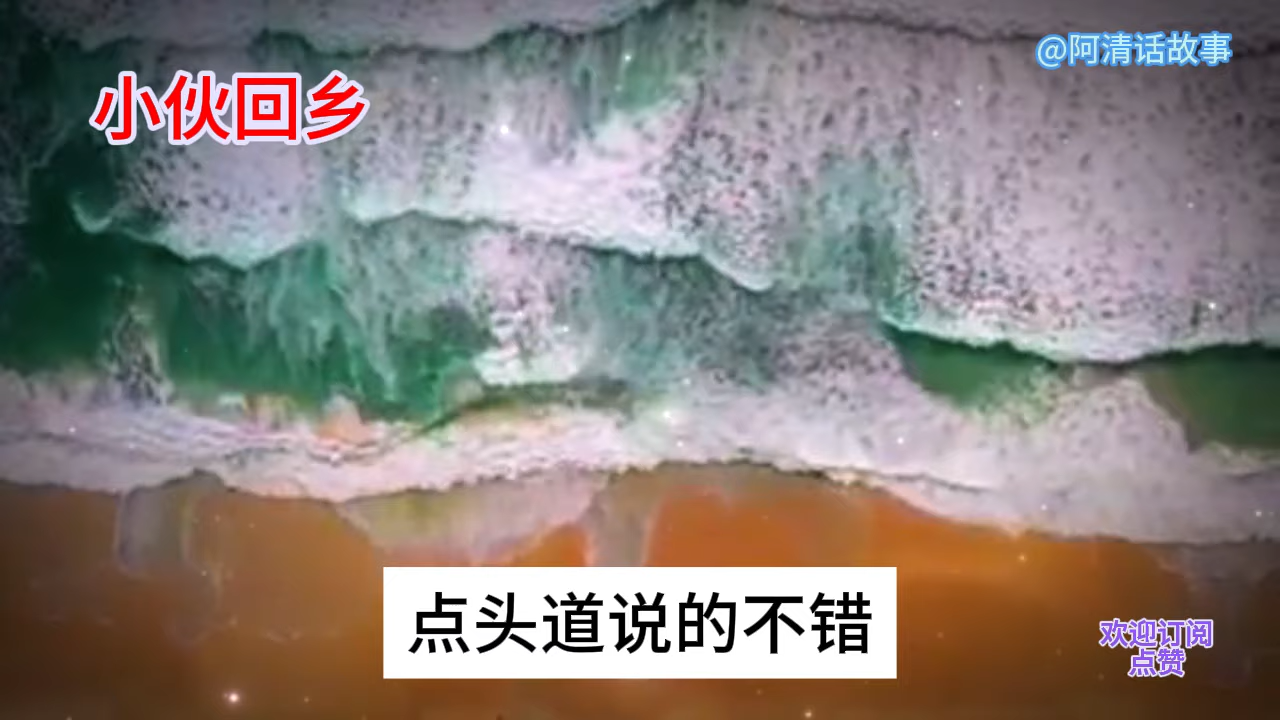 @阿清话故事
小伙回乡
点头道说的不错
欢迎订阅
点赞